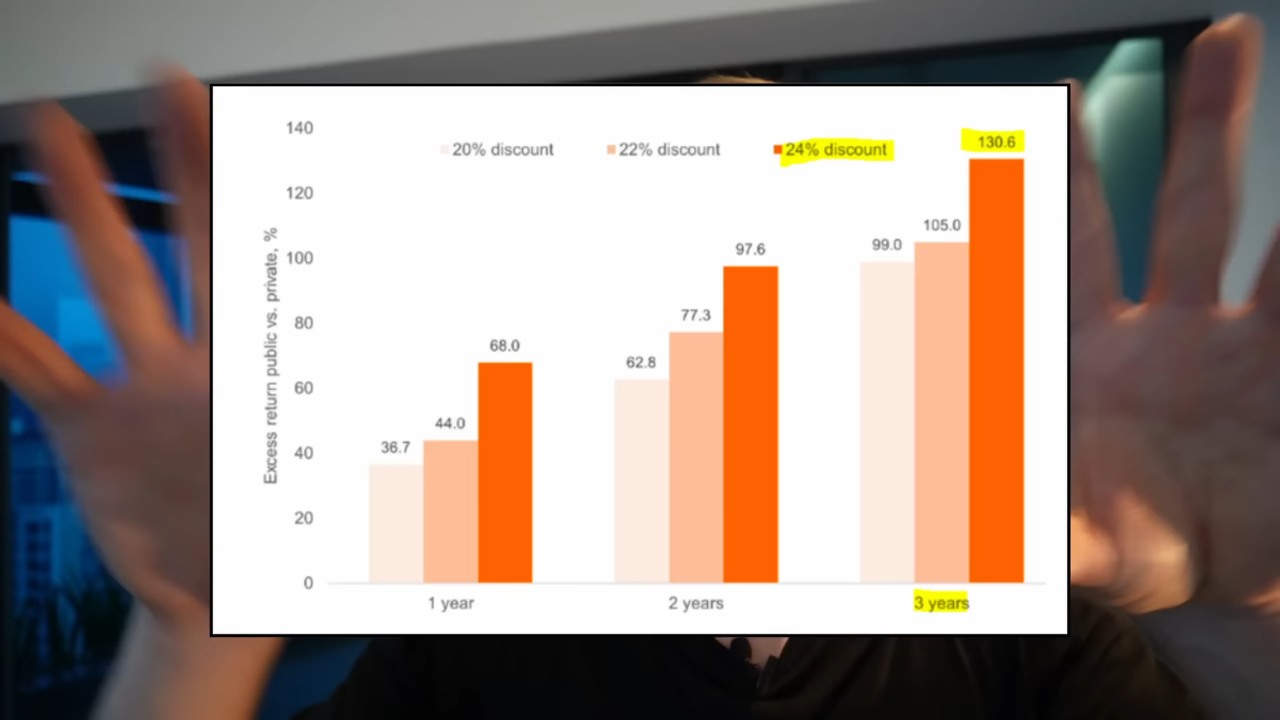 140
20% discount
22% discount
24% discount
130.6
120
105.0
99.0
97.6
100
Excess return public vs. private, %
80
77.3
68.0
62.8
60
44.0
36.7
40
20
0
1 year
2 years
3 years